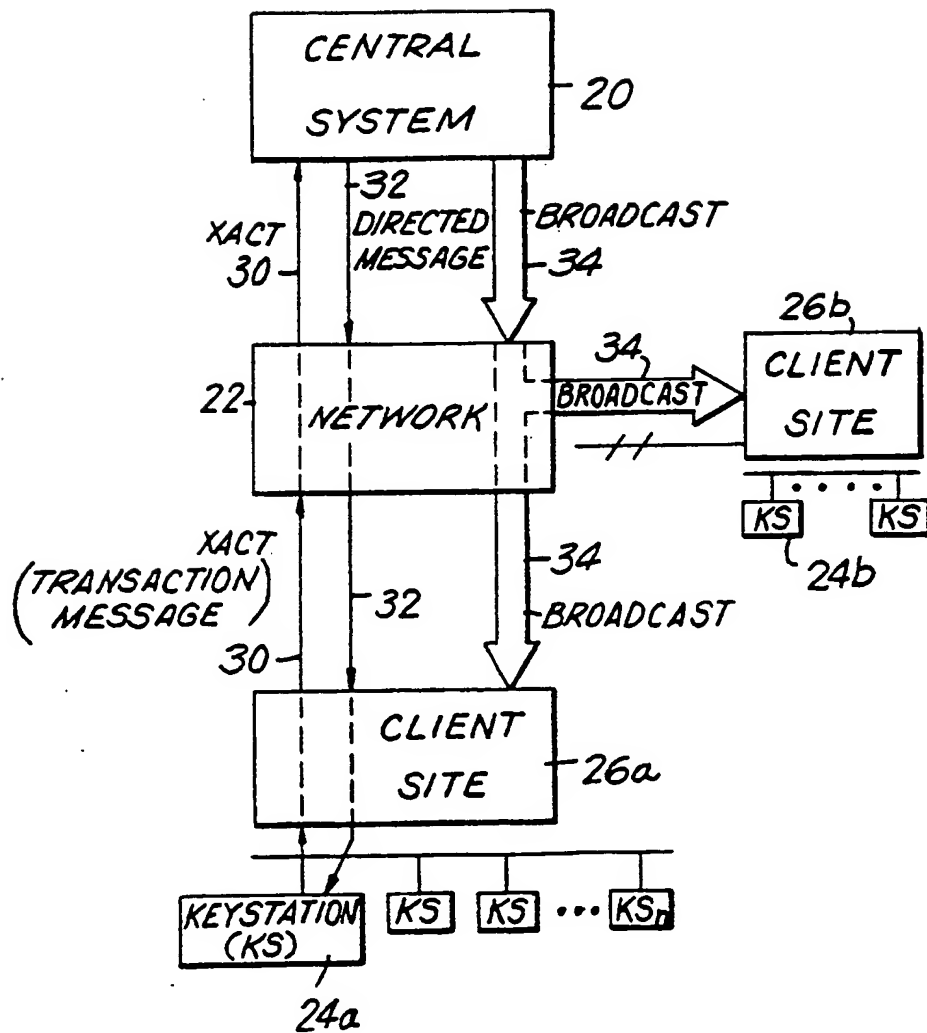 CENTRAL
SYSTEM
20
XACT
30
32
DIRECTED
MESSAGE
BROADCAST
34
26b
CLIENT
SITE
34
BROADCAST
22
NETWORK
KS
KS
24b
XACT
(TRANSACTION
MESSAGE)
30
32
34
BROADCAST
CLIENT
SITE
26a
KEYSTATION
(KS)
KS
KS
KSn
24a